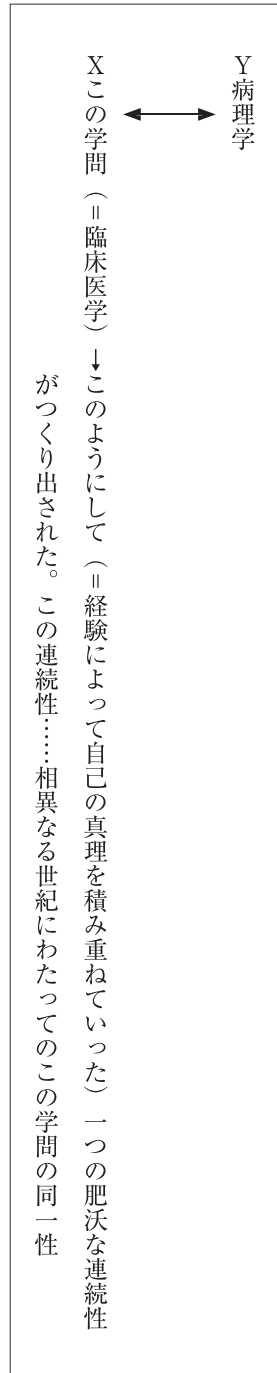 Y病理学
Xこの学問（＝臨床医学）→このようにして（＝経験によって自己の真理を積み重ねていった）一つの肥沃な連続性
がつくり出された。この連続性……相異なる世紀にわたってのこの学問の同一性